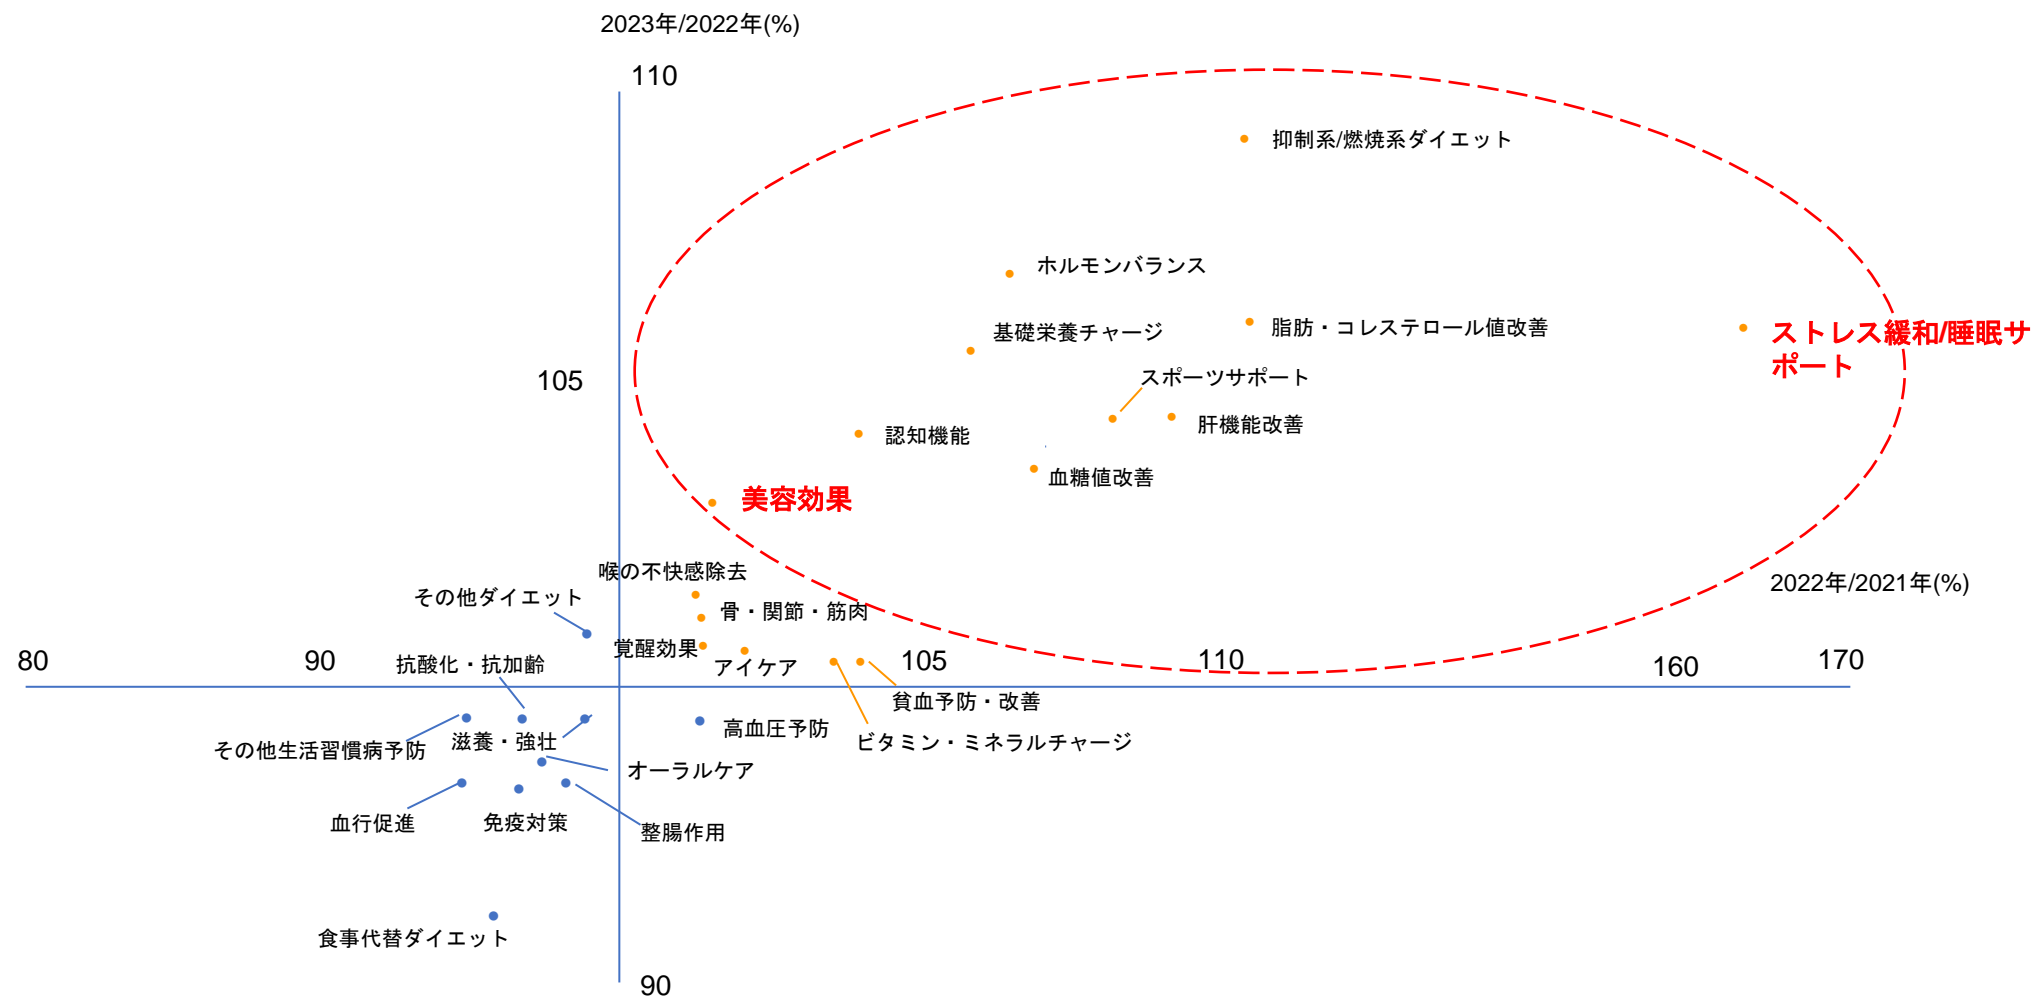 2023年/2022年(%)
110
抑制系/燃焼系ダイエット
ホルモンバランス
基礎栄養チャージ
脂肪・コレステロール値改善
ストレス緩和/睡眠サ
ポート
105
スポーツサポート
肝機能改善
認知機能
血糖値改善
美容効果
喉の不快感除去
2022年/2021年(%)
その他ダイエット
骨・関節・筋肉
覚醒効果
80
90
抗酸化・抗加齢
アイケア
105
110
160
170
貧血予防・改善
高血圧予防
ビタミン・ミネラルチャージ
その他生活習慣病予防
滋養・強壮
オーラルケア
血行促進
免疫対策
整腸作用
食事代替ダイエット
90